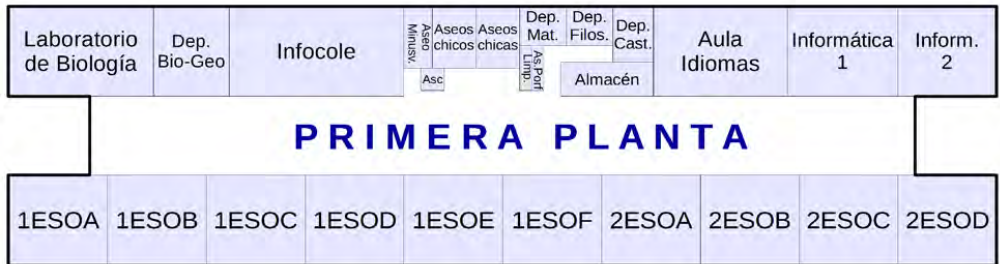 Laboratorio
de Biología
Dep.
Bio-Geo
Infocole
Aseo
Minusv.
Asc
Aseos
chicos
Aseos
chicas
Dep.
Mat.
As.Porf
Limp.
Dep.
Filos.
Dep.
Cast.
Almacén
Aula
Idiomas
Informática
1
Inform.
2
PRIMERA PLANTA
1ESOA 1ESOB 1ESOC 1ESOD 1ESOE 1ESOF 2ESOA 2ESOB 2ESOC 2ESOD